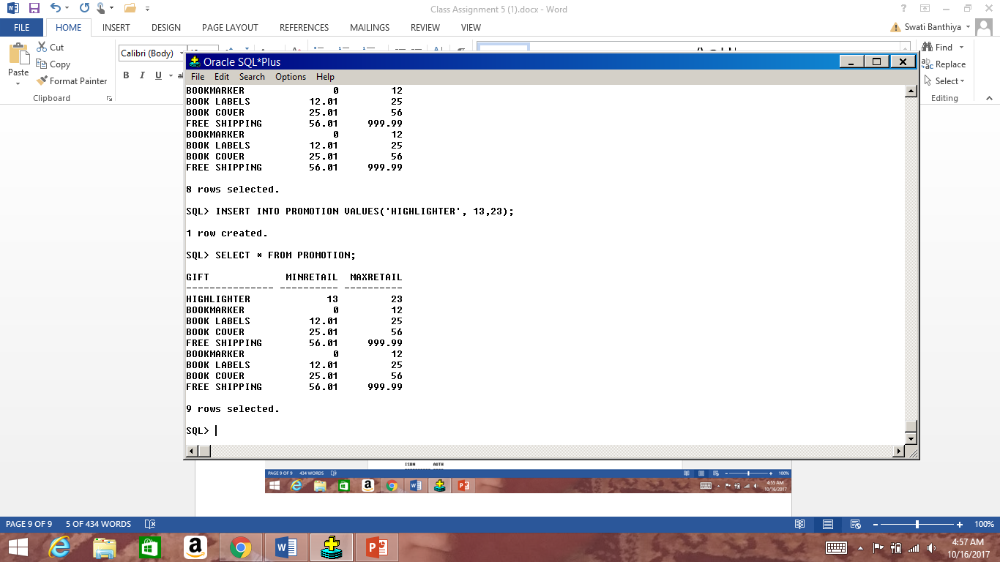 Class Assignment 5 (1).docx - Word
FILE HOME INSERT DESIGN PAGE LAYOUT REFERENCES MAILINGS REVIEW VIEW
Swati Banthiya
Paste
Cut
Copy
Format Painter
Clipboard
Calibri (Body)
B I U
Find
Replace
Select
Editing
Oracle SQL*Plus
File Edit Search Options Help
BOOKMARKER 0 12
BOOK LABELS 12.01 25
BOOK COVER 25.01 56
FREE SHIPPING 56.01 999.99
BOOKMARKER 0 12
BOOK LABELS 12.01 25
BOOK COVER 25.01 56
FREE SHIPPING 56.01 999.99
8 rows selected.
SQL> INSERT INTO PROMOTION VALUES('HIGHLIGHTER', 13,23);
1 row created.
SQL> SELECT * FROM PROMOTION;
GIFT MINRETAIL MAXRETAIL
--------------- ---------- ----------
HIGHLIGHTER 13 23
BOOKMARKER 0 12
BOOK LABELS 12.01 25
BOOK COVER 25.01 56
FREE SHIPPING 56.01 999.99
BOOKMARKER 0 12
BOOK LABELS 12.01 25
BOOK COVER 25.01 56
FREE SHIPPING 56.01 999.99
9 rows selected.
SQL>
ISBN AUTH
PAGE 9 OF 9 434 WORDS 100%
4:55 AM
10/16/2017
PAGE 9 OF 9 5 OF 434 WORDS 100%
4:57 AM
10/16/2017